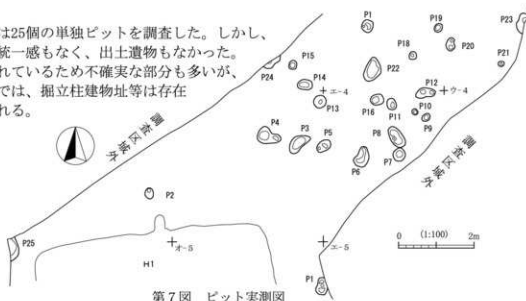 は25個の単独ピットを調査した。しかし、
統一感もなく、出土遺物もなかった。
れているため不確実な部分も多いが、
では、掘立柱建物址等は存在
れる。
P1
P19
P23
P20
P15
P18
P21
P24
P14
P22
エ-4
P12
ウ-4
P13
P16
P11
P10
P9
P4
P3
P5
P8
P6
P7
調査区域外
調査区域外
P2
P25
オ-5
エ-5
H1
P1
0 (1:100) 2m
第7図 ピット実測図